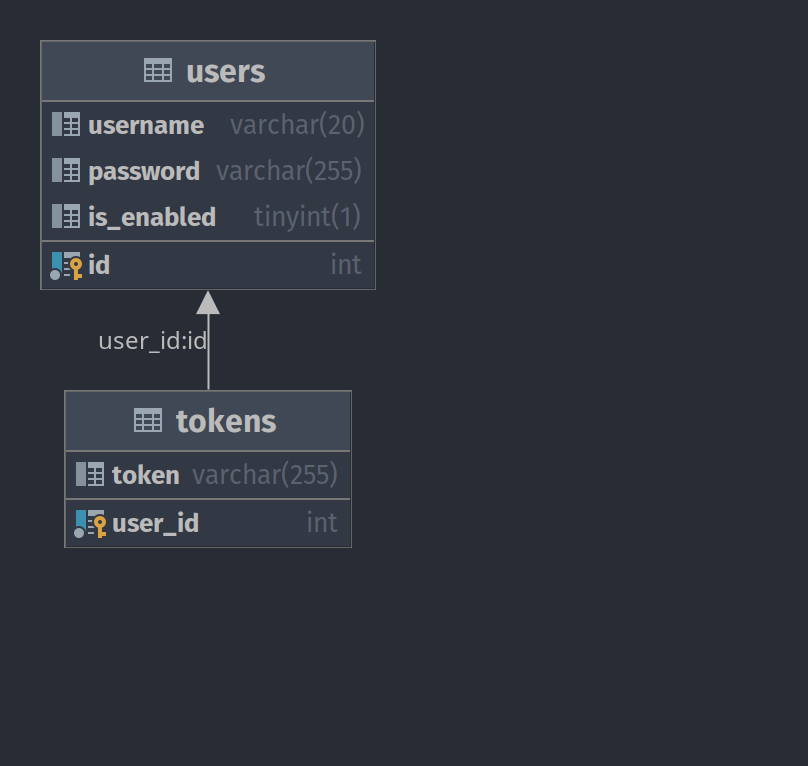 users
username varchar(20)
password varchar(255)
is_enabled tinyint(1)
id int
user_id:id
tokens
token varchar(255)
user_id int